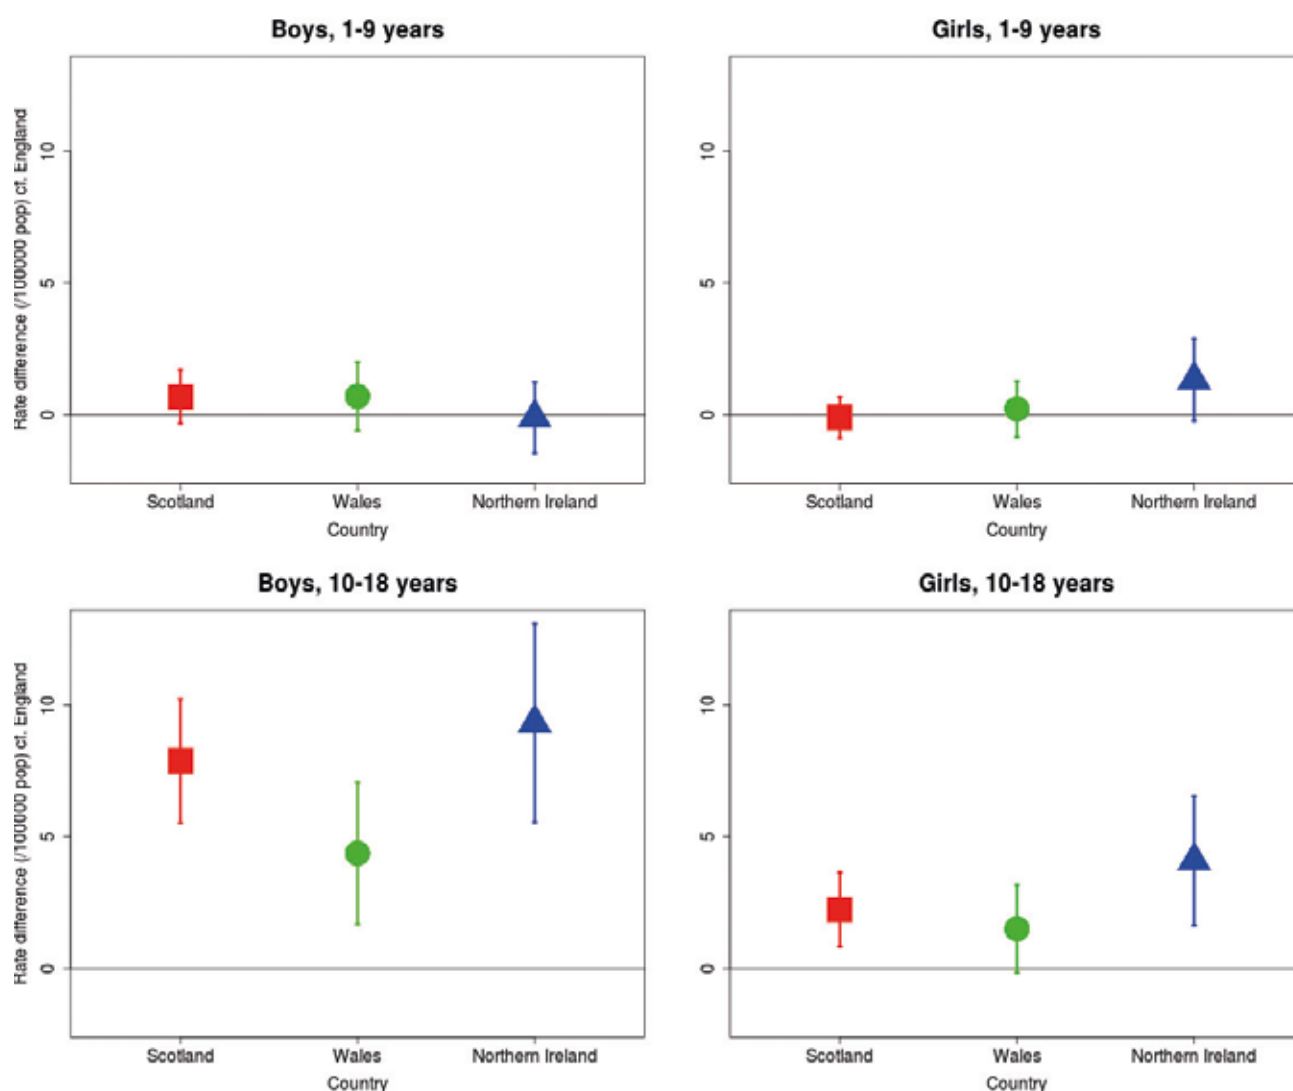 Boys, 1-9 years
Rate difference (/100000 pop) cf. England
10
5
0
Scotland Wales Northern Ireland
Country
Girls, 1-9 years
10
5
0
Scotland Wales Northern Ireland
Country
Boys, 10-18 years
Rate difference (/100000 pop) cf. England
10
5
0
Scotland Wales Northern Ireland
Country
Girls, 10-18 years
10
5
0
Scotland Wales Northern Ireland
Country